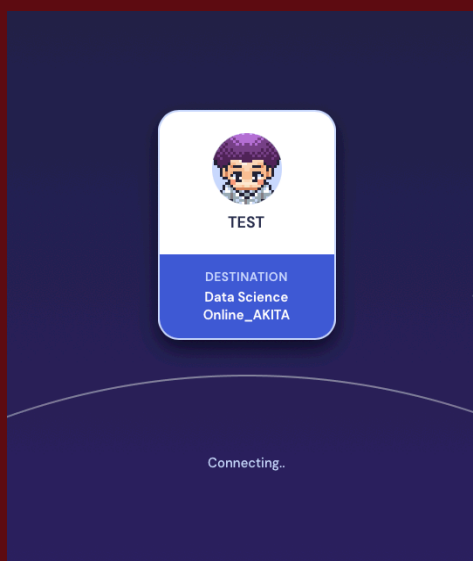 TEST
DESTINATION
Data Science
Online_AKITA
Connecting..